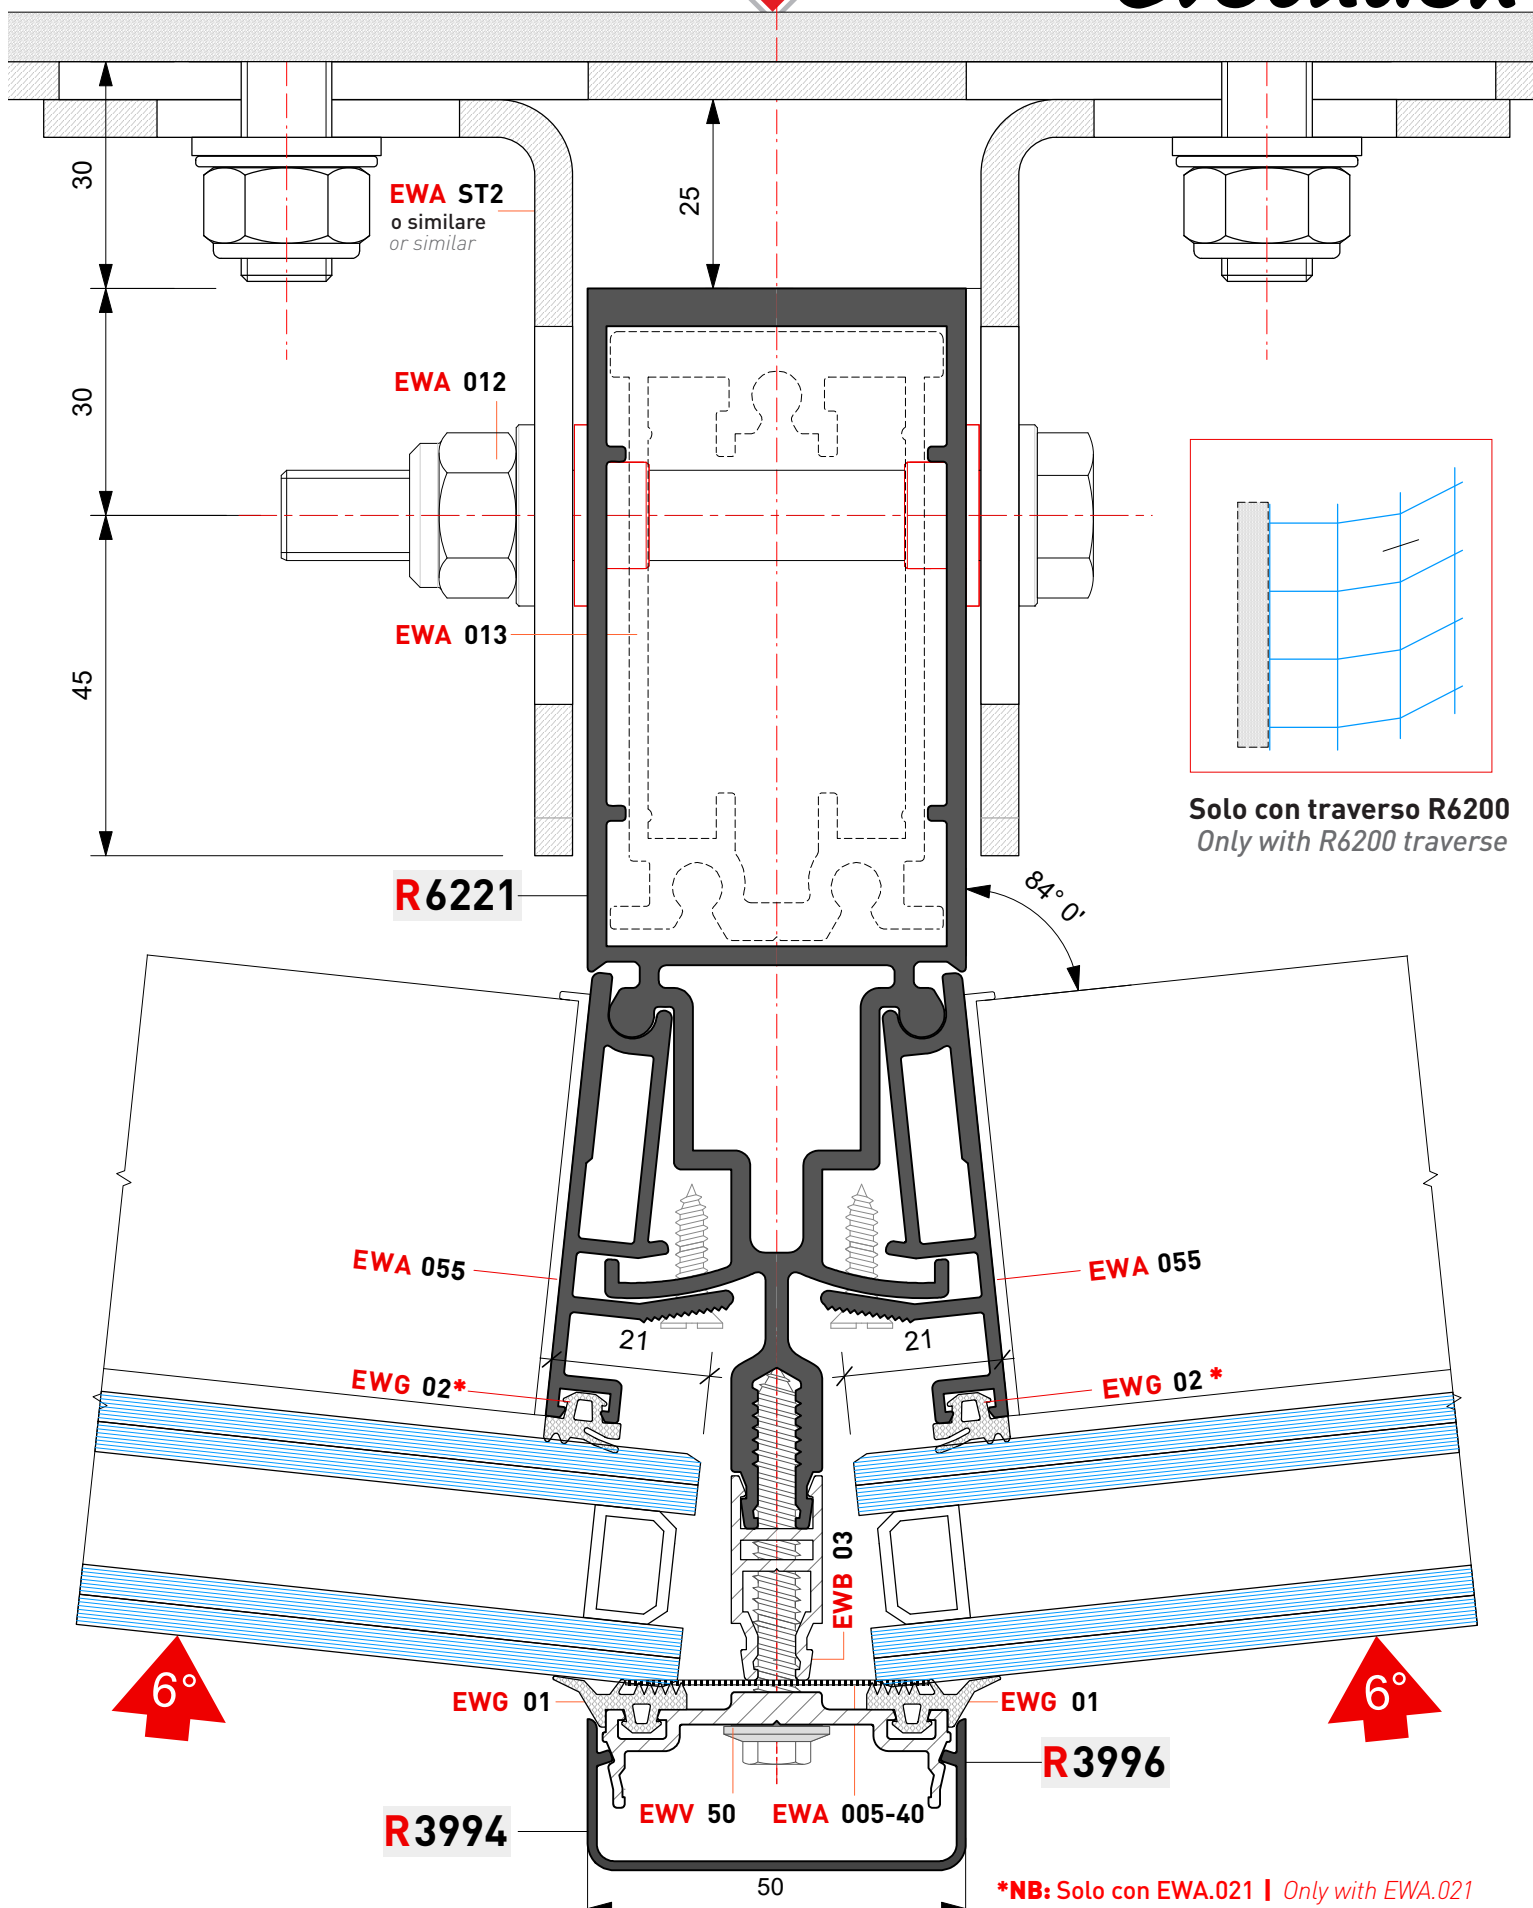 30
EWA ST2
o similare
or similar
25
30
EWA 012
45
EWA 013
Solo con traverso R6200
Only with R6200 traverse
R6221
84° 0'
EWA 055
EWA 055
21
21
EWG 02*
EWG 02 *
EWB 03
6°
6°
EWG 01
EWG 01
R3996
EWV 50
EWA 005-40
R3994
50
*NB: Solo con EWA.021 | Only with EWA.021